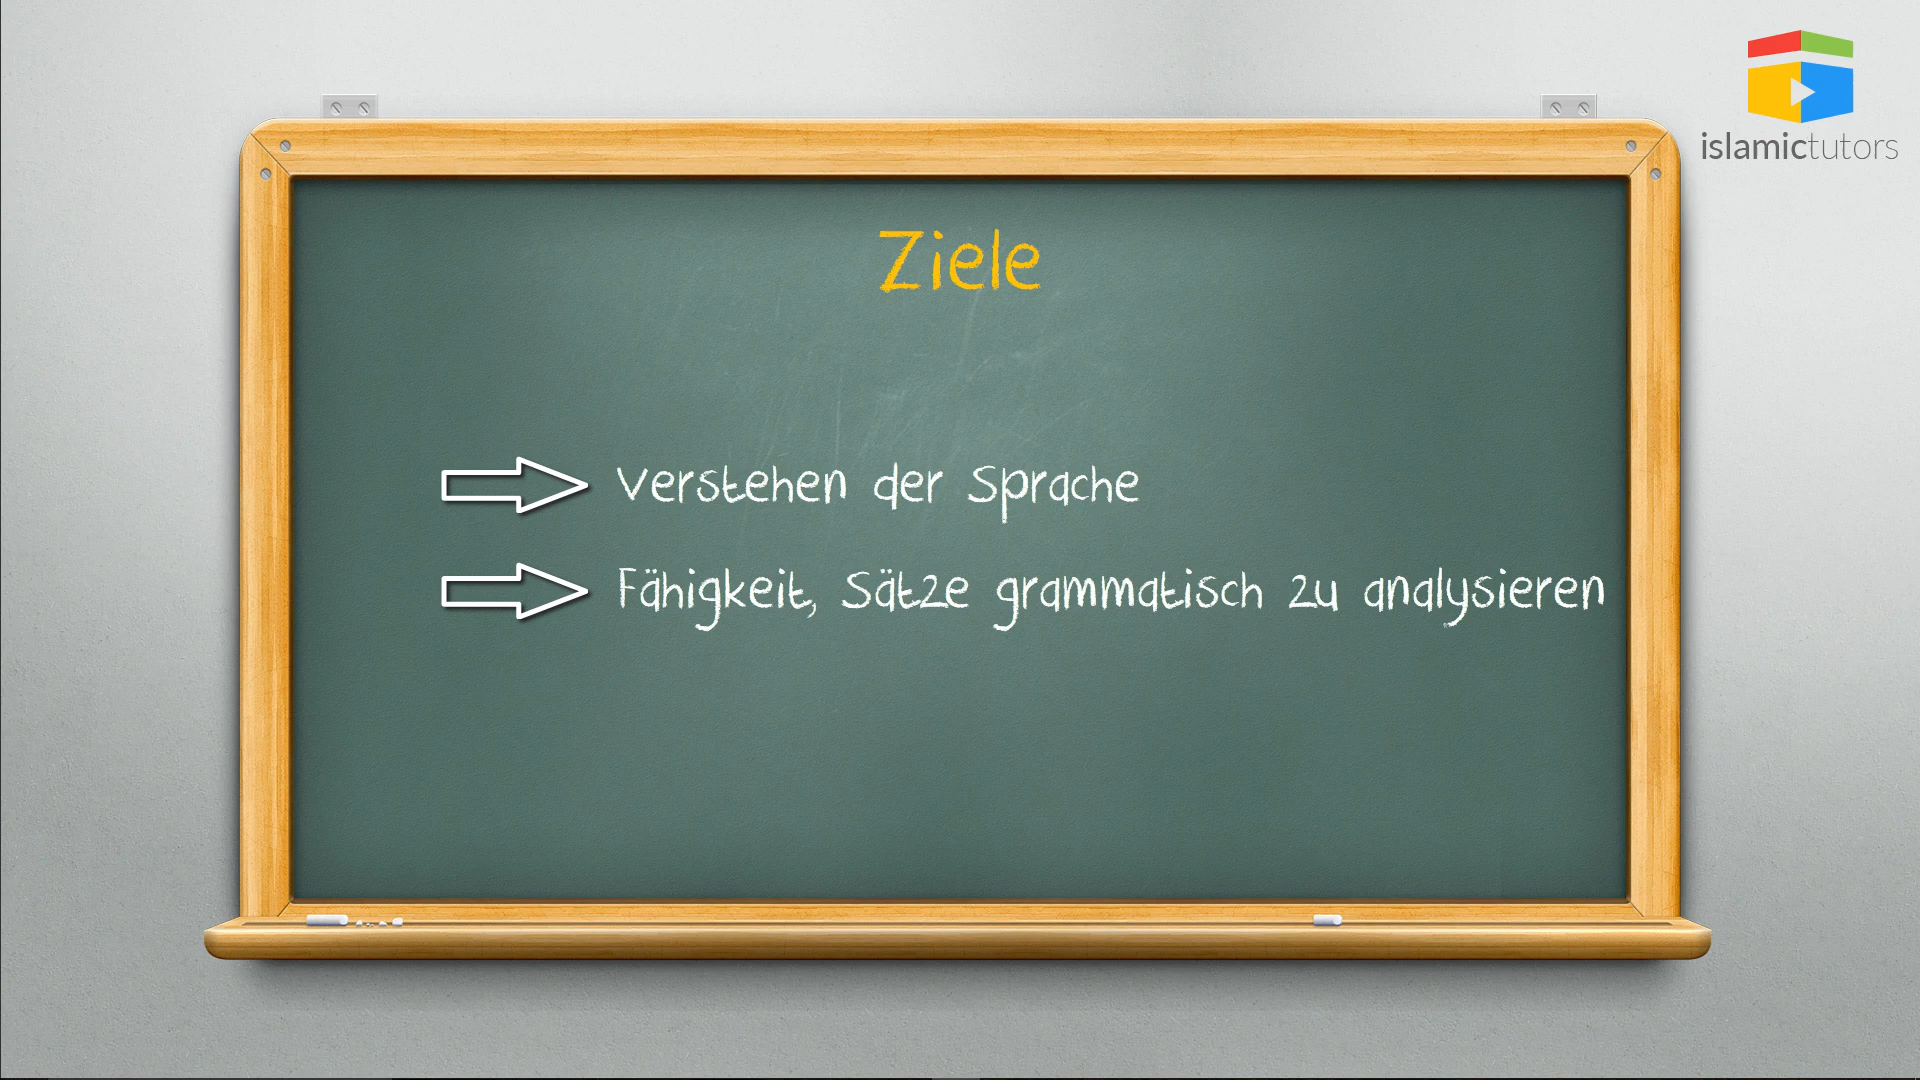 islamictutors
Ziele
Verstehen der Sprache
Fähigkeit, Sätze grammatisch zu analysieren